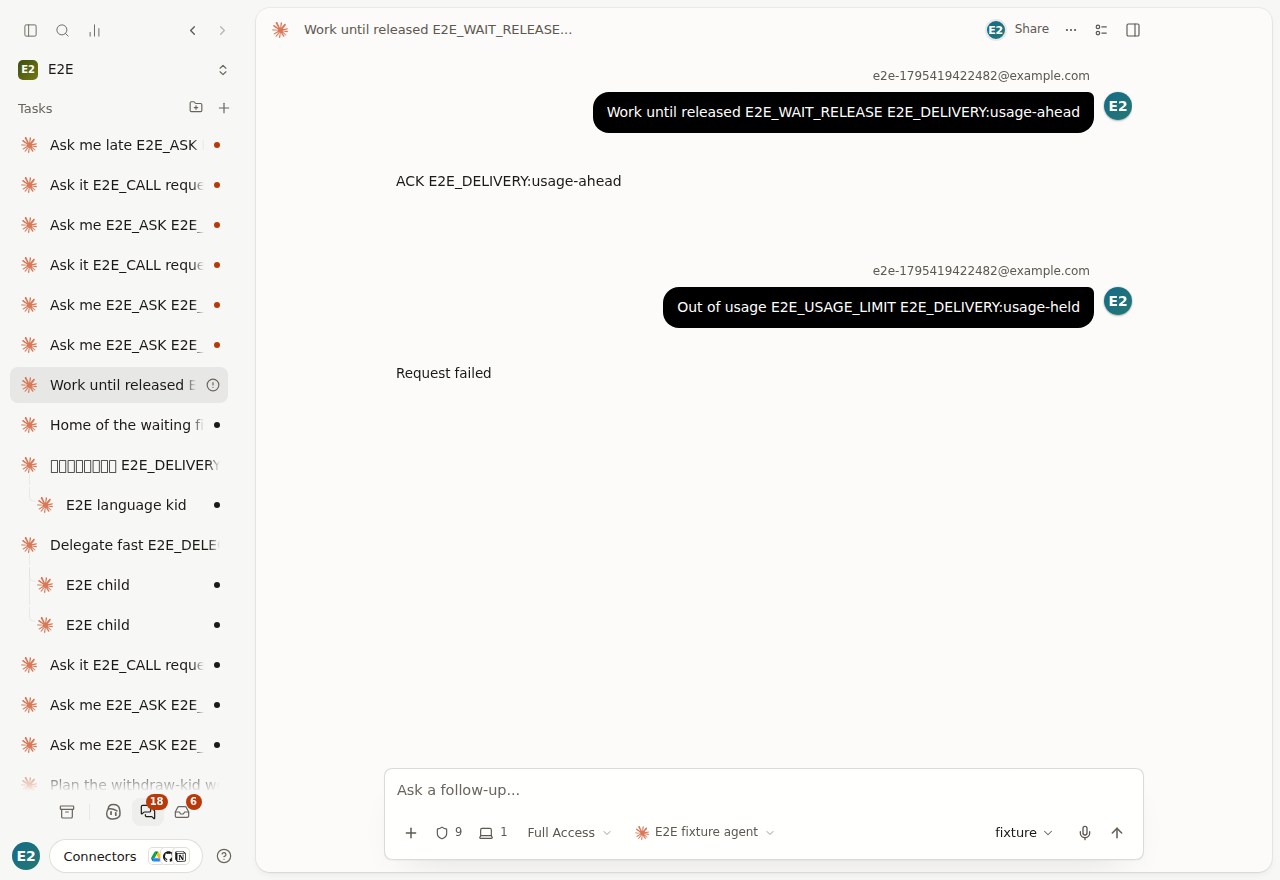 Work until released E2E_WAIT_RELEASE...
E2 Share
E2 E2E
Tasks
Ask me late E2E_ASK
Ask it E2E_CALL reque
Ask me E2E_ASK E2E_
Ask it E2E_CALL reque
Ask me E2E_ASK E2E_
Ask me E2E_ASK E2E_
Work until released E
Home of the waiting fi
E2E_DELIVERY
E2E language kid
Delegate fast E2E_DELE
E2E child
E2E child
Ask it E2E_CALL reque
Ask me E2E_ASK E2E_
Ask me E2E_ASK E2E_
Plan the withdraw-kid w
18 6
E2 Connectors
e2e-1795419422482@example.com
Work until released E2E_WAIT_RELEASE E2E_DELIVERY:usage-ahead
E2
ACK E2E_DELIVERY:usage-ahead
e2e-1795419422482@example.com
Out of usage E2E_USAGE_LIMIT E2E_DELIVERY:usage-held
E2
Request failed
Ask a follow-up...
9 1 Full Access E2E fixture agent fixture